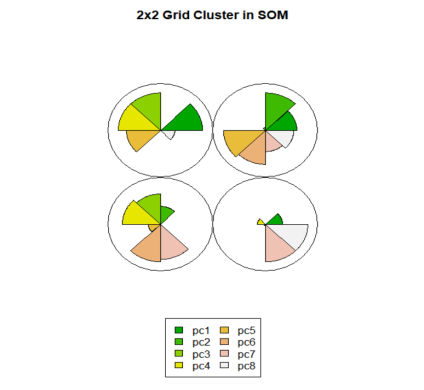 2x2 Grid Cluster in SOM
pc1 pc5
pc2 pc6
pc3 pc7
pc4 pc8